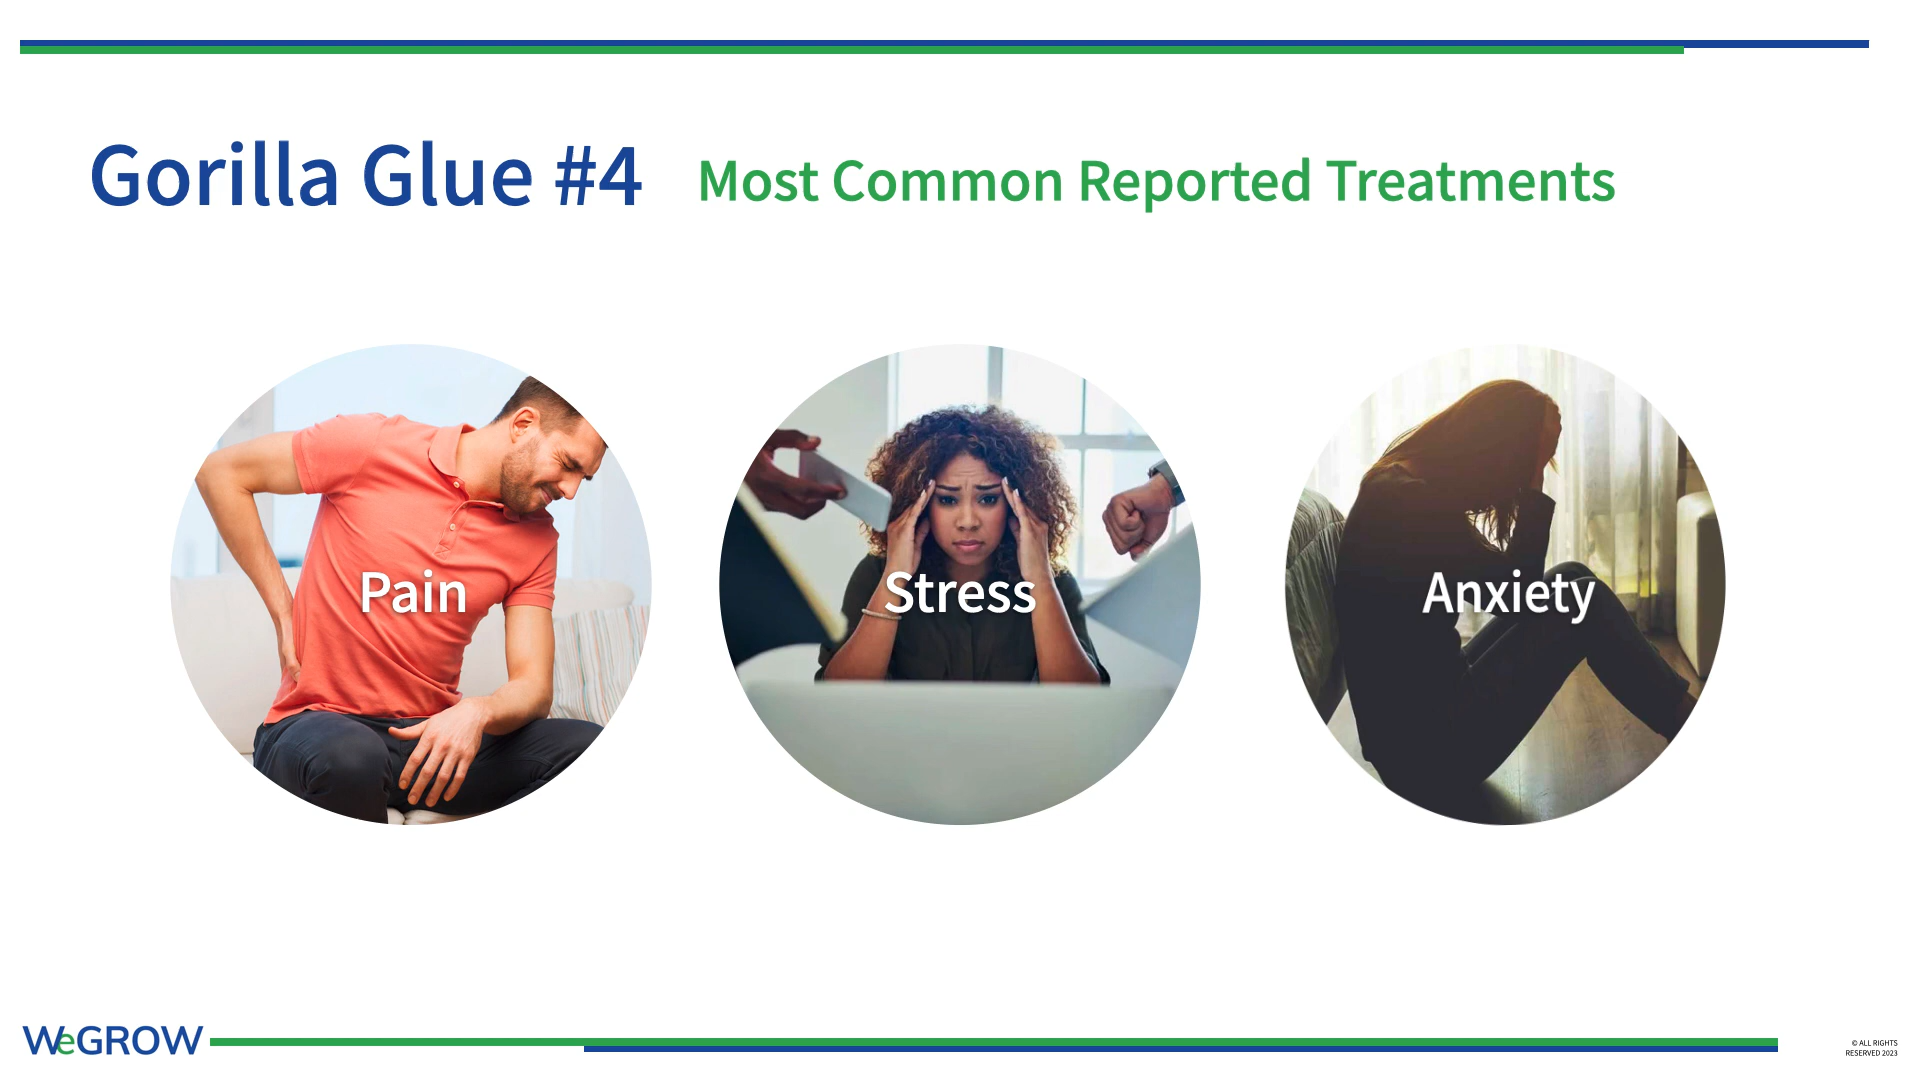 Gorilla Glue #4 Most Common Reported Treatments
Pain
Stress
Anxiety
WeGROW
© ALL RIGHTS
RESERVED 2023